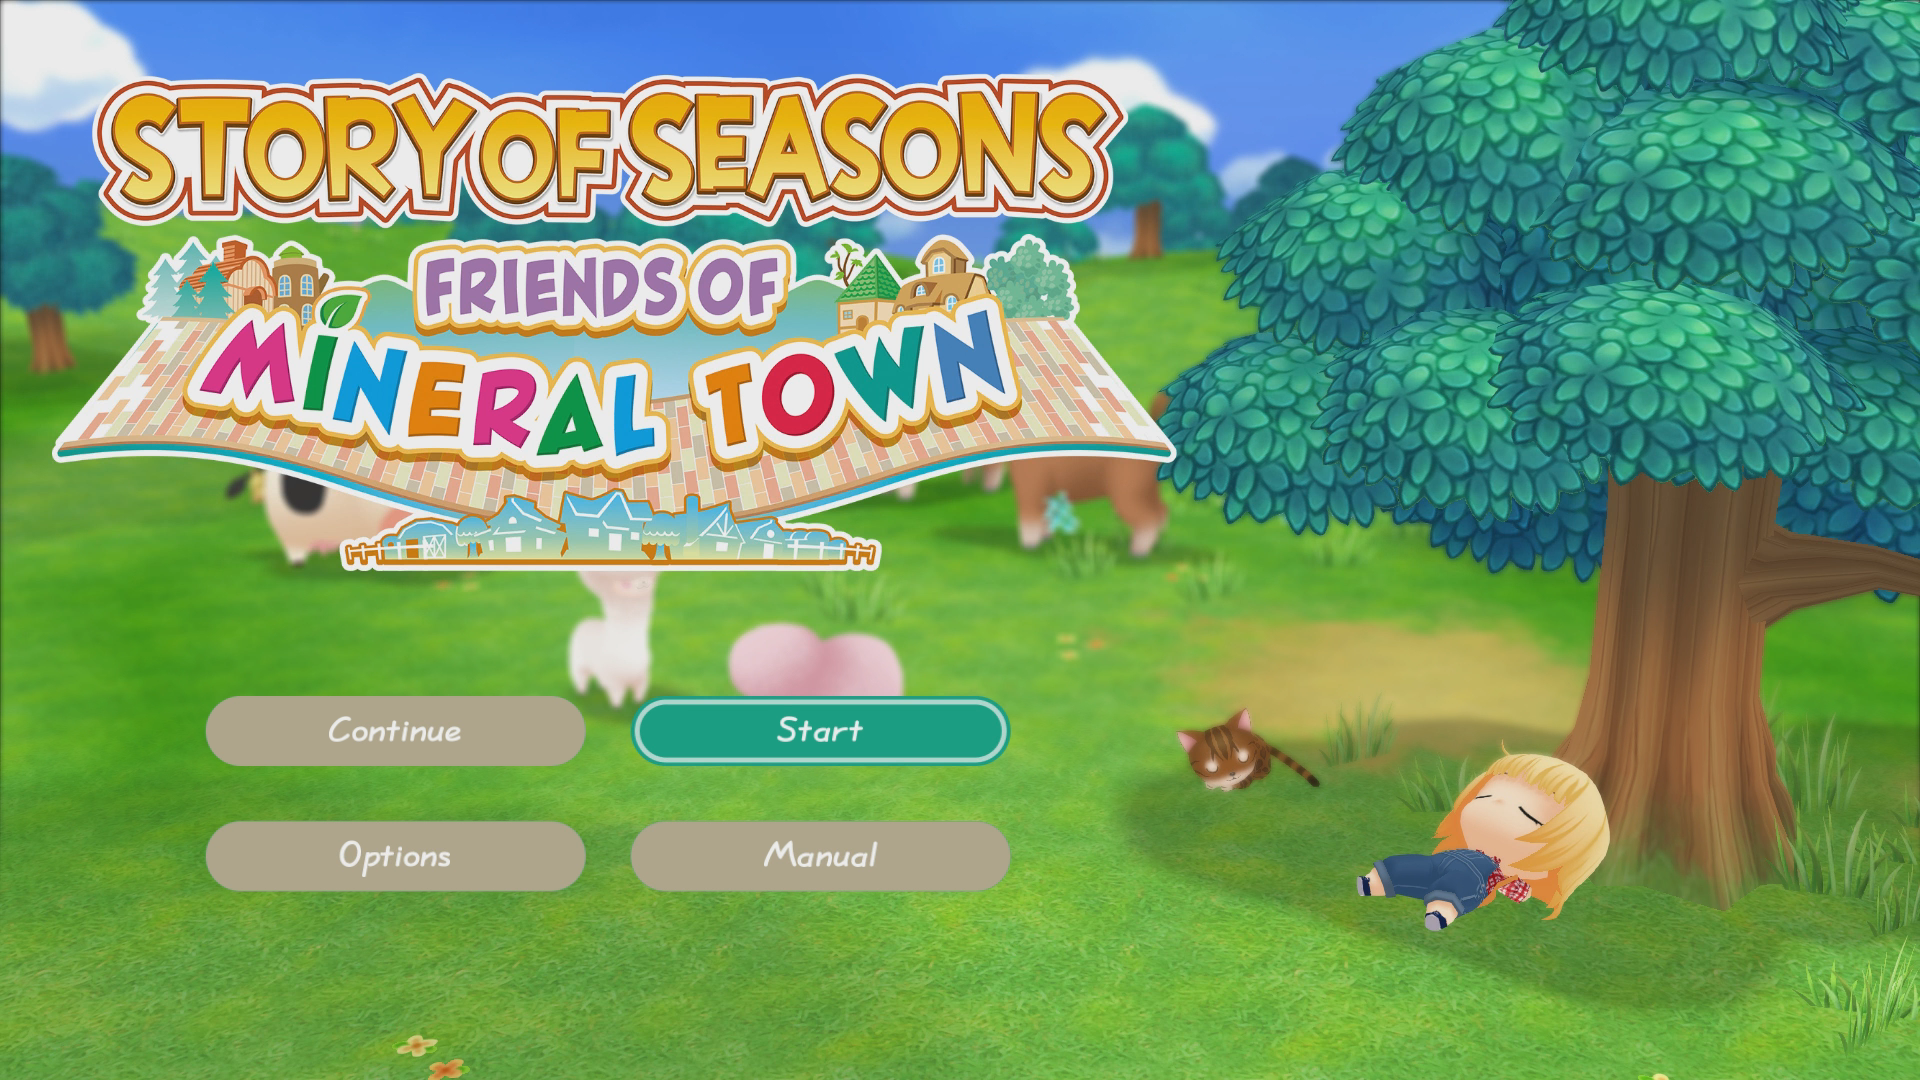 STORY OF SEASONS
FRIENDS OF
MINERAL TOWN
Continue
Start
Options
Manual